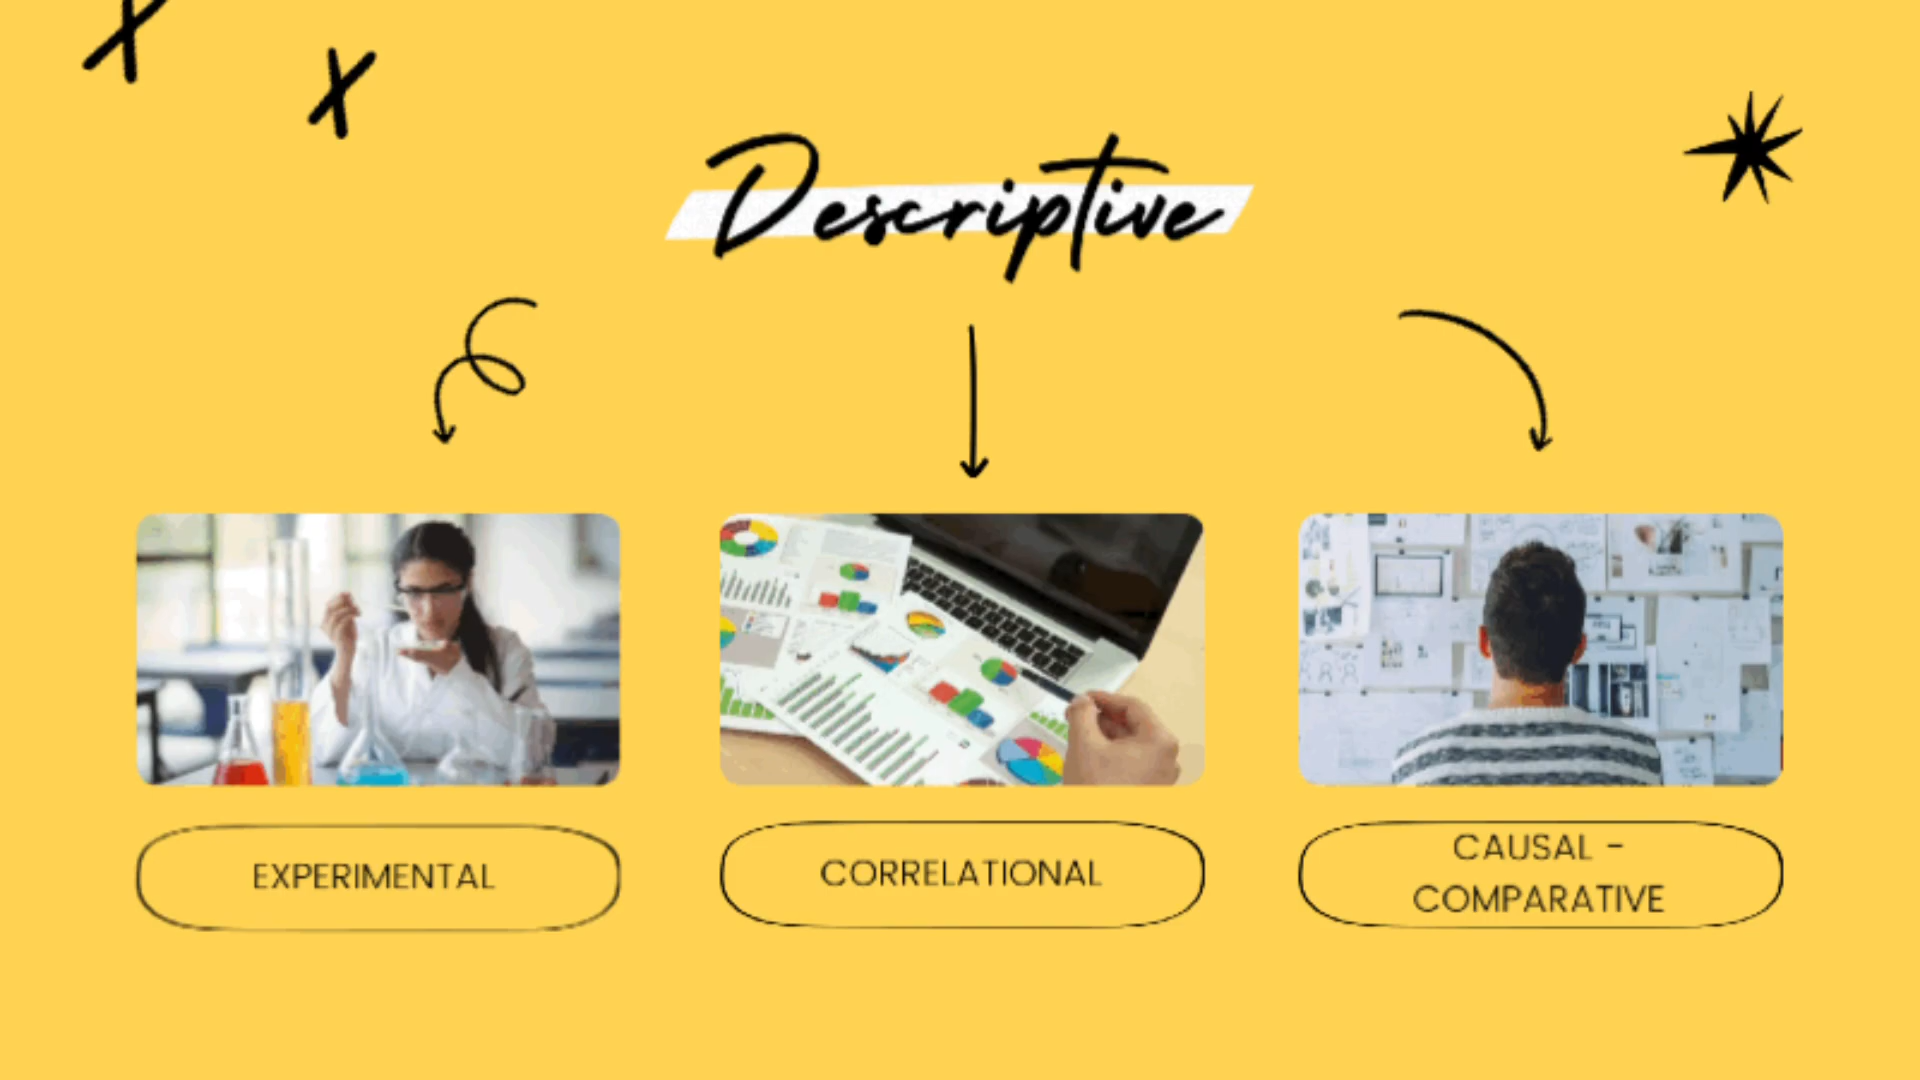 Descriptive
EXPERIMENTAL
CORRELATIONAL
CAUSAL -
COMPARATIVE